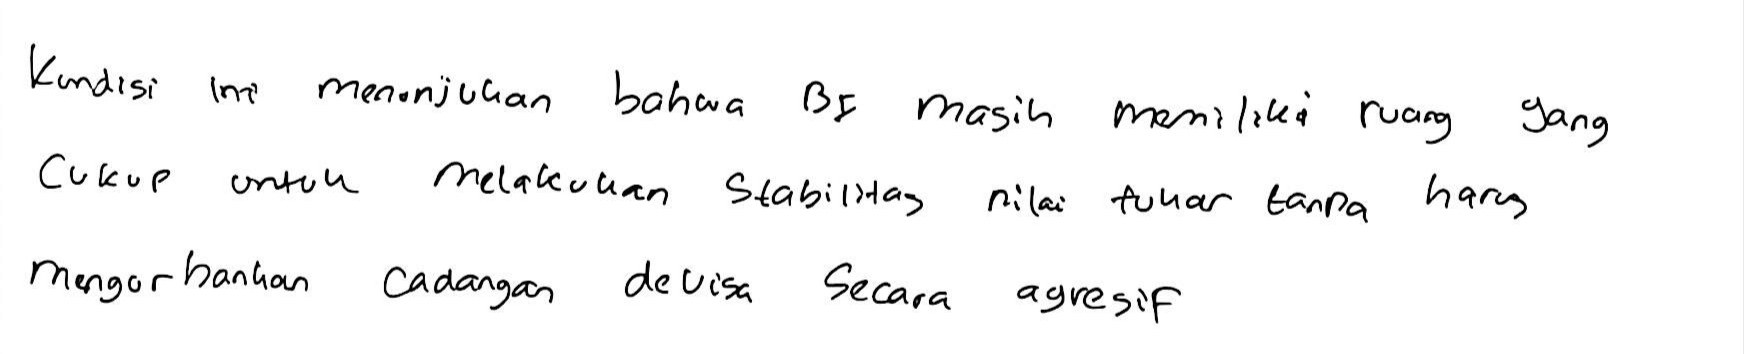 Kondisi ini menunjukan bahwa BI masih memiliki ruang yang
Cukup untuk melakukan Stabilitas nilai tukar tanpa harus
mengorbankan cadangan devisa Secara agresif